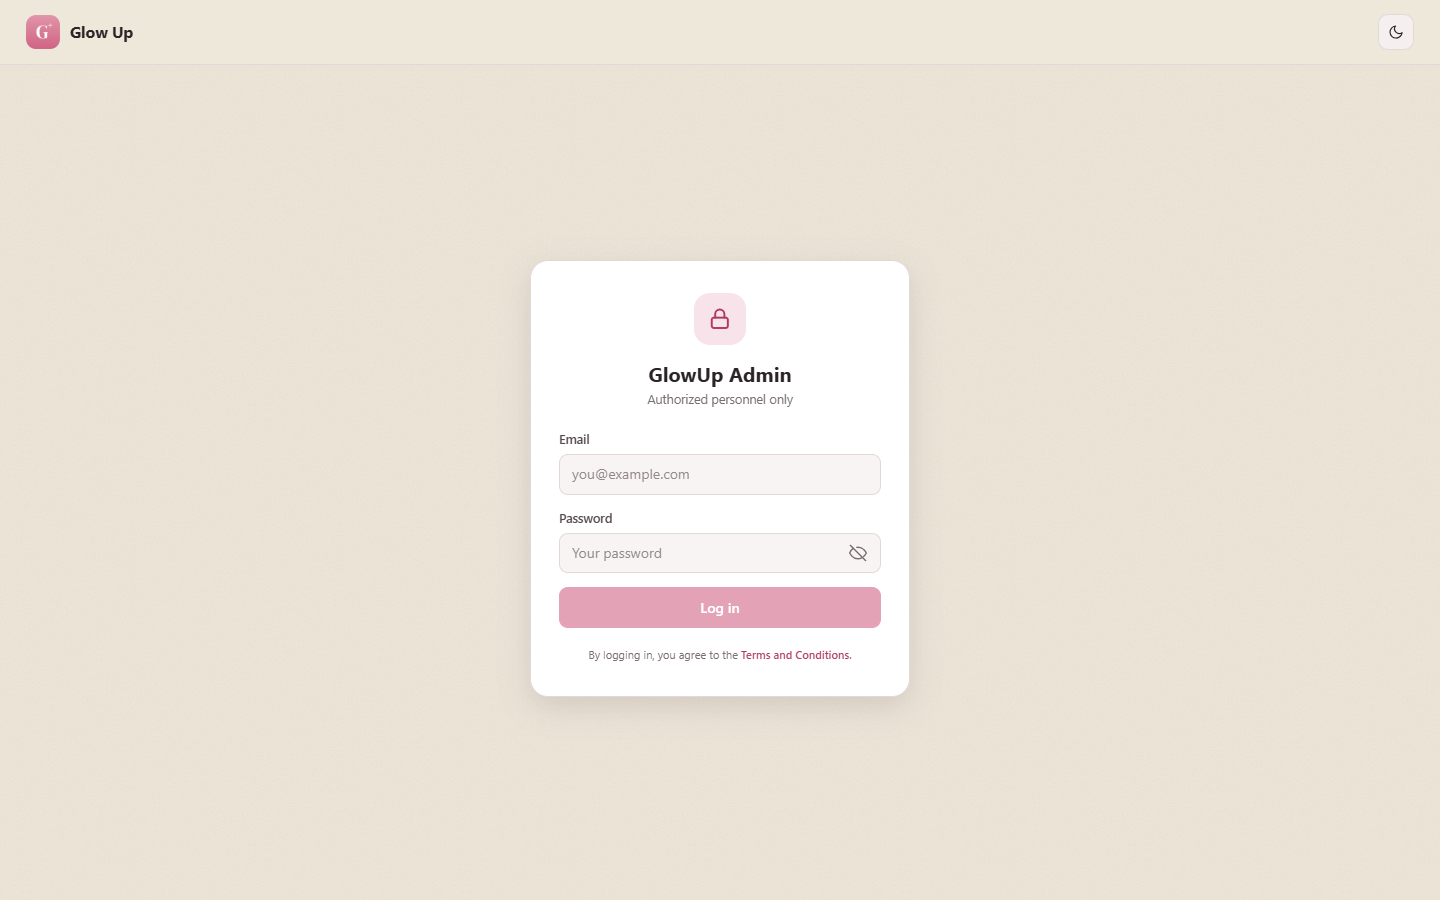 G+
Glow Up
GlowUp Admin
Authorized personnel only
Email
you@example.com
Password
Your password
Log in
By logging in, you agree to the Terms and Conditions.